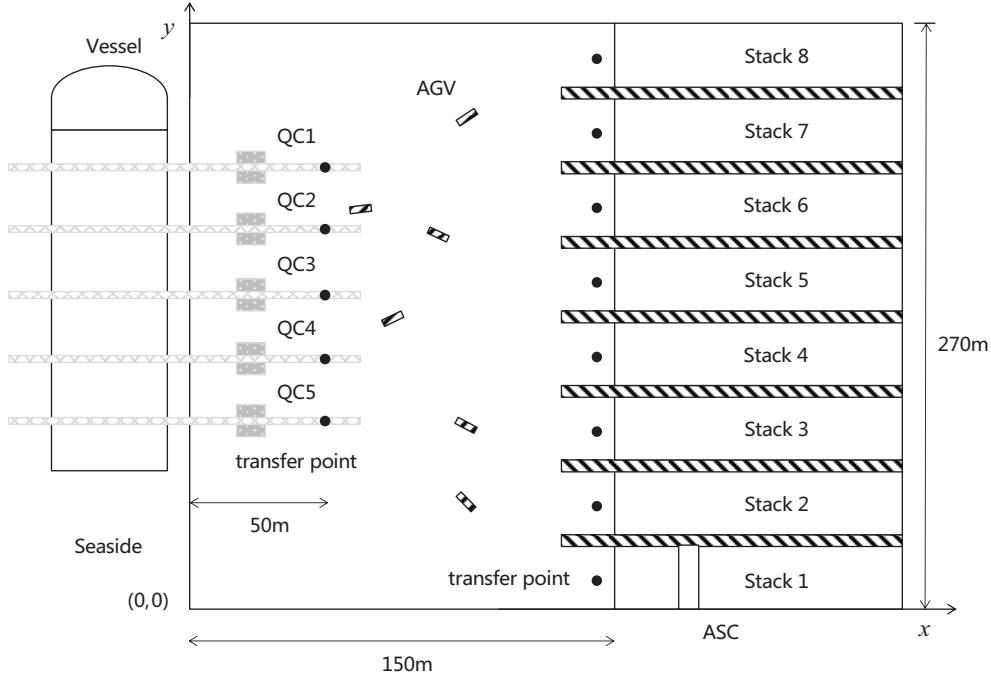 y
Vessel
Stack 8
AGV
QC1
Stack 7
QC2
Stack 6
QC3
Stack 5
QC4
270m
Stack 4
QC5
Stack 3
transfer point
50m
Stack 2
Seaside
transfer point
Stack 1
(0,0)
ASC
x
150m